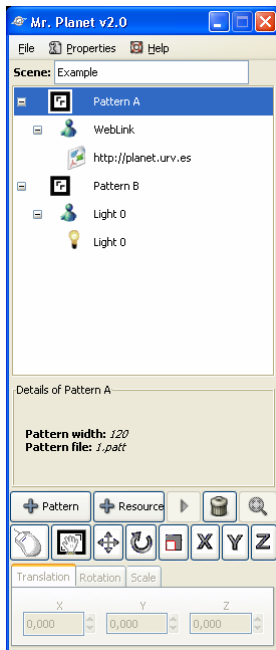 Mr. Planet v2.0
File Properties Help
Scene: Example
Pattern A
WebLink
http://planet.urv.es
Pattern B
Light 0
Light 0
Details of Pattern A
Pattern width: 120
Pattern file: 1.patt
Pattern Resource
X Y Z
Translation Rotation Scale
X Y Z
0,000 0,000 0,000